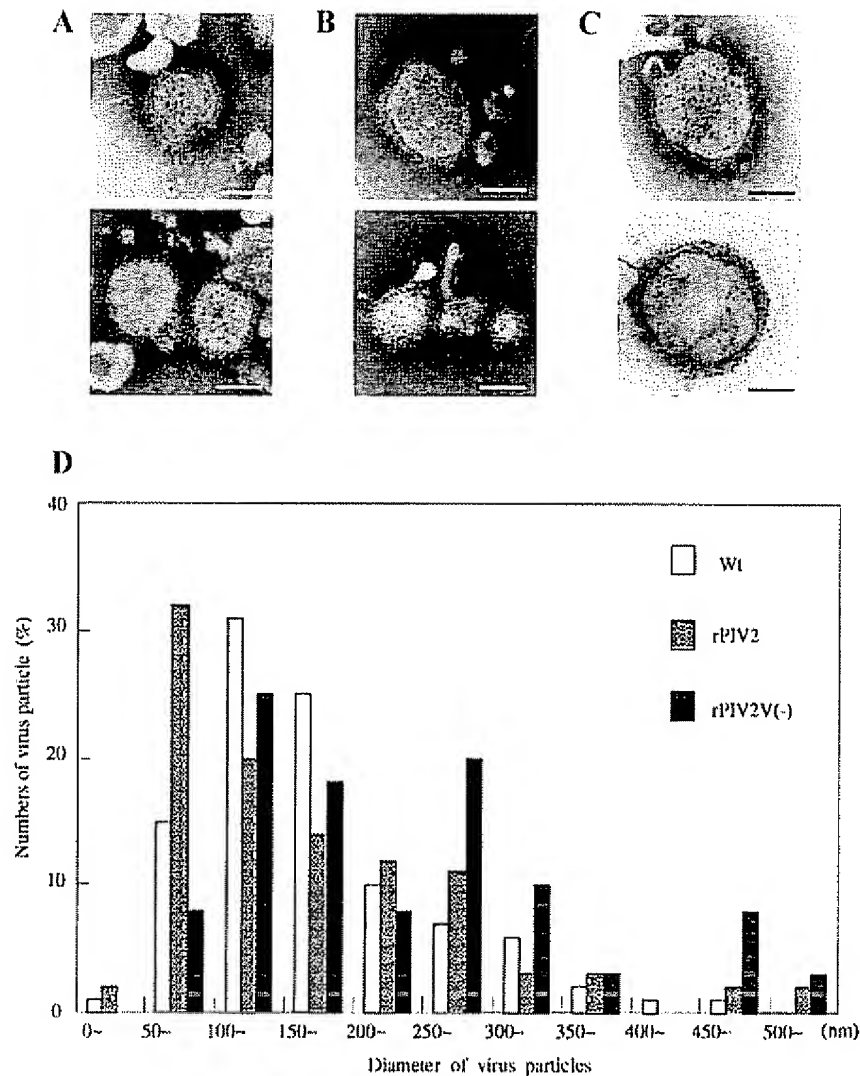 A B C
D
40
30
20
10
0
Numbers of virus particle (%)
Wt
rPIV2
rPIV2V(-)
0~ 50~ 100~ 150~ 200~ 250~ 300~ 350~ 400~ 450~ 500~ (nm)
Diameter of virus particles